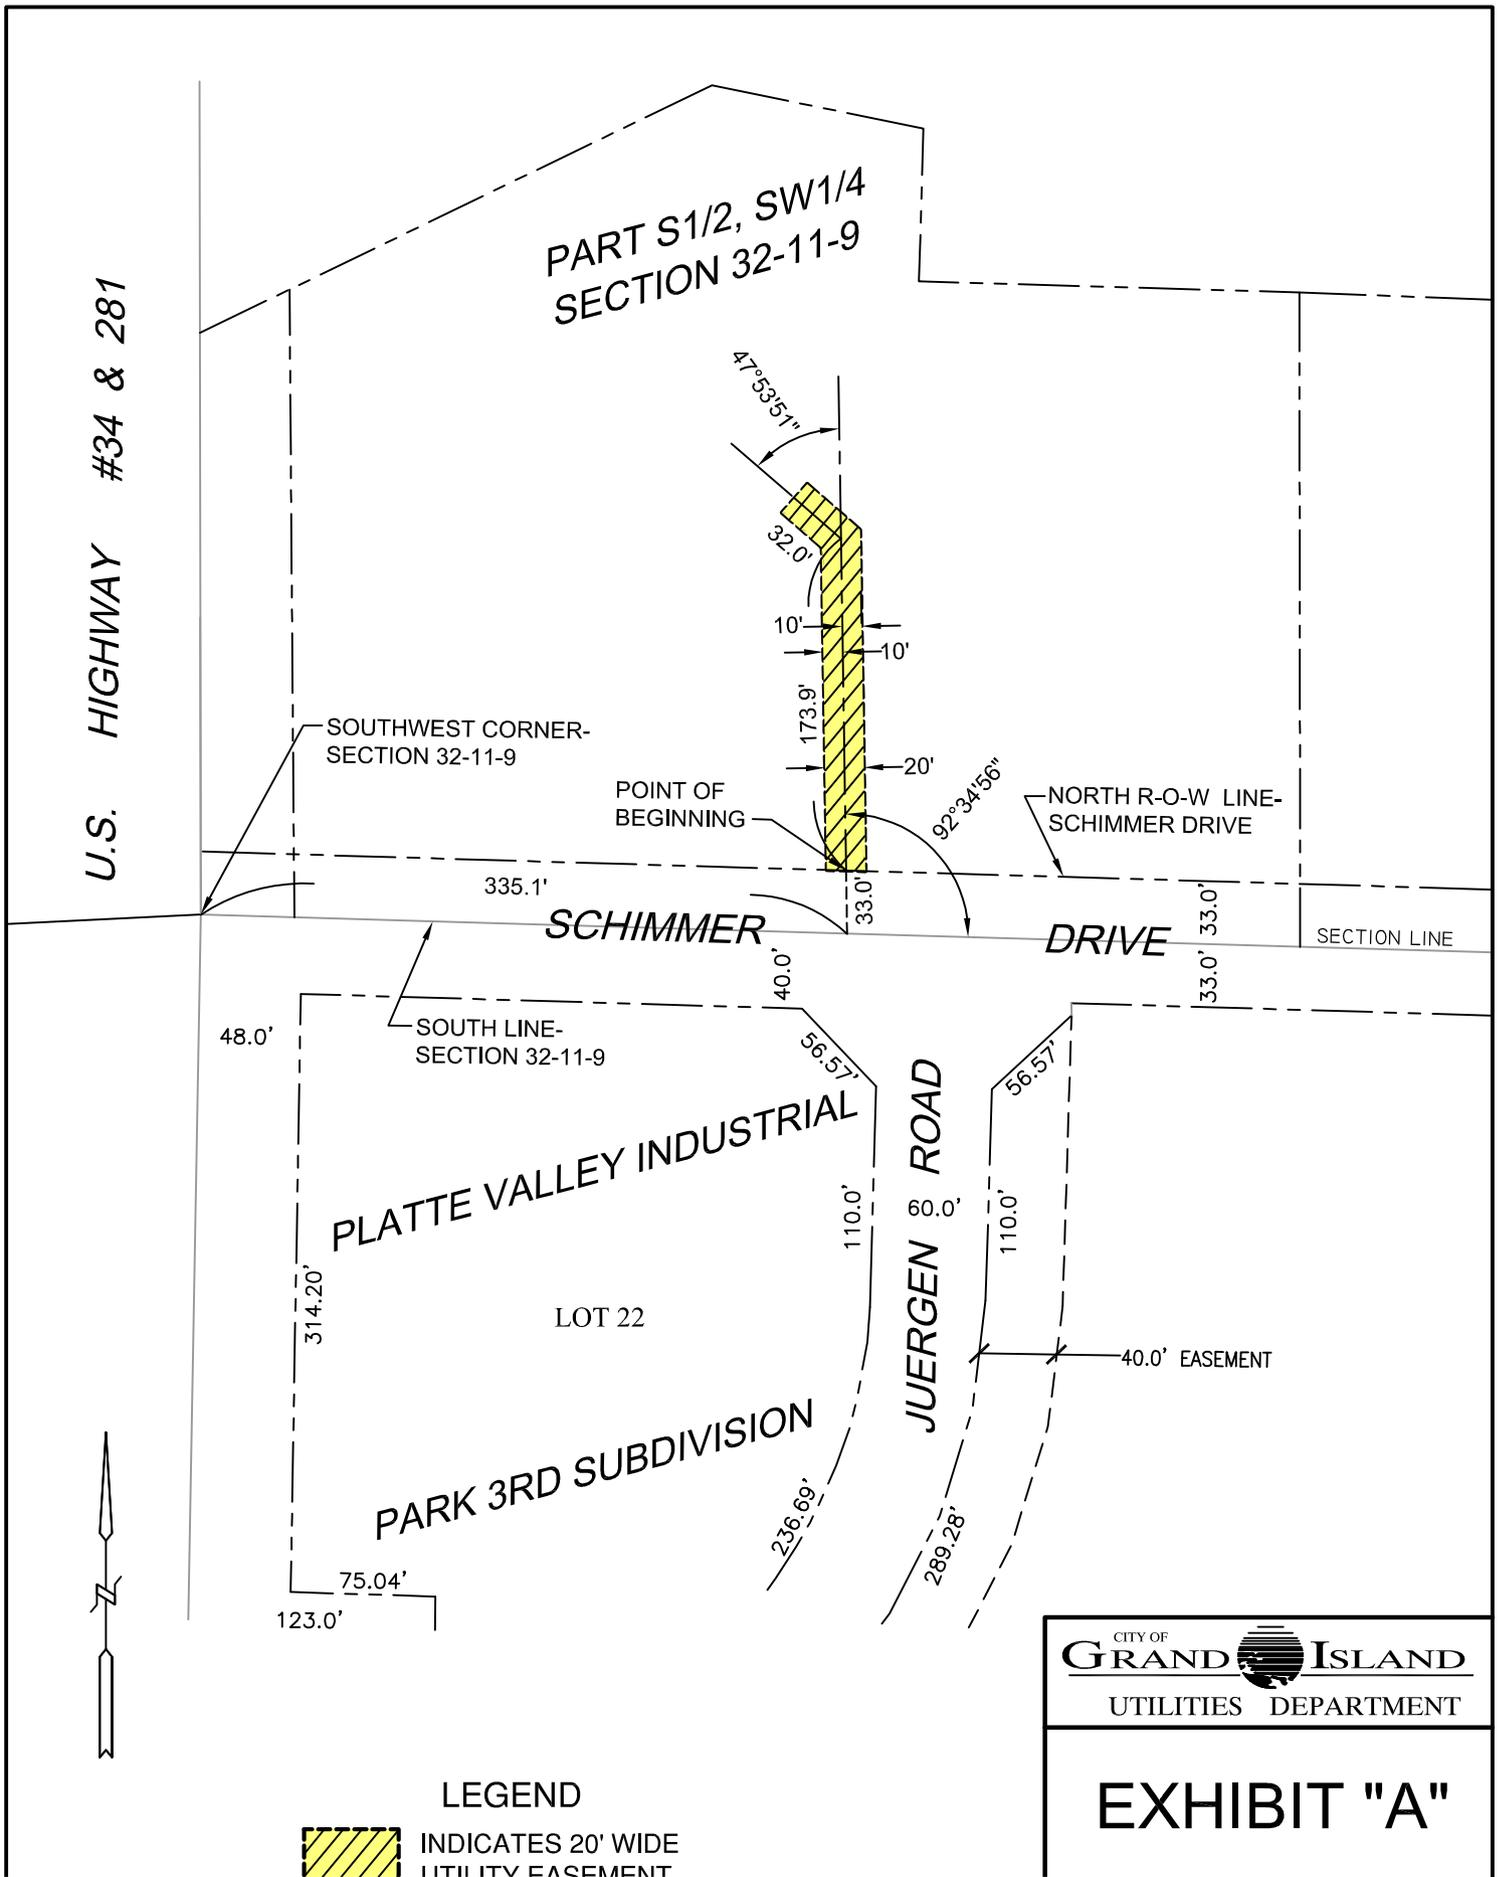 PART S1/2, SW1/4
SECTION 32-11-9
U.S. HIGHWAY #34 & 281
47°53'51"
32.0'
10'
10'
173.9'
20'
SOUTHWEST CORNER-
SECTION 32-11-9
POINT OF
BEGINNING
92°34'56"
NORTH R-O-W LINE-
SCHIMMER DRIVE
335.1'
33.0'
33.0'
SCHIMMER DRIVE
SECTION LINE
40.0'
33.0'
48.0'
SOUTH LINE-
SECTION 32-11-9
56.57'
56.57'
PLATTE VALLEY INDUSTRIAL
JUERGEN ROAD
110.0'
60.0'
110.0'
314.20'
LOT 22
40.0' EASEMENT
PARK 3RD SUBDIVISION
236.69'
289.28'
75.04'
123.0'
CITY OF
GRAND ISLAND
UTILITIES DEPARTMENT
EXHIBIT "A"
LEGEND
INDICATES 20' WIDE
UTILITY EASEMENT